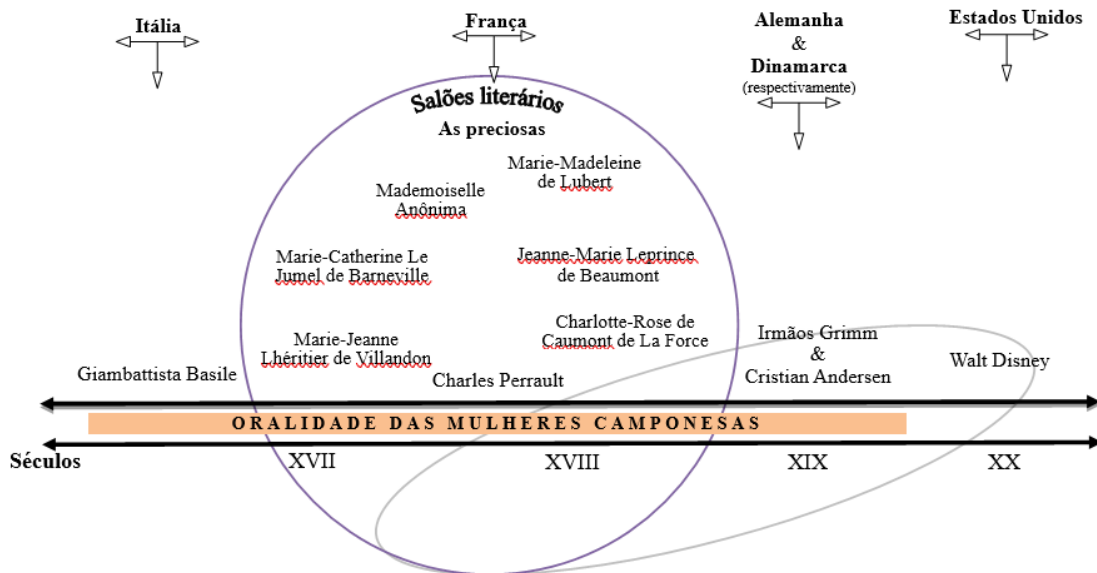 Itália
França
Alemanha
&
Dinamarca
(respectivamente)
Estados Unidos
Salões literários
As preciosas
Marie-Madeleine
de Lubert
Mademoiselle
Anônima
Marie-Catherine Le
Jumel de Barneville
Jeanne-Marie Leprince
de Beaumont
Marie-Jeanne
Lhéritier de Villandon
Charlotte-Rose de
Caumont de La Force
Giambattista Basile
Charles Perrault
Irmãos Grimm
&
Cristian Andersen
Walt Disney
ORALIDADE DAS MULHERES CAMPONESAS
Séculos
XVII
XVIII
XIX
XX